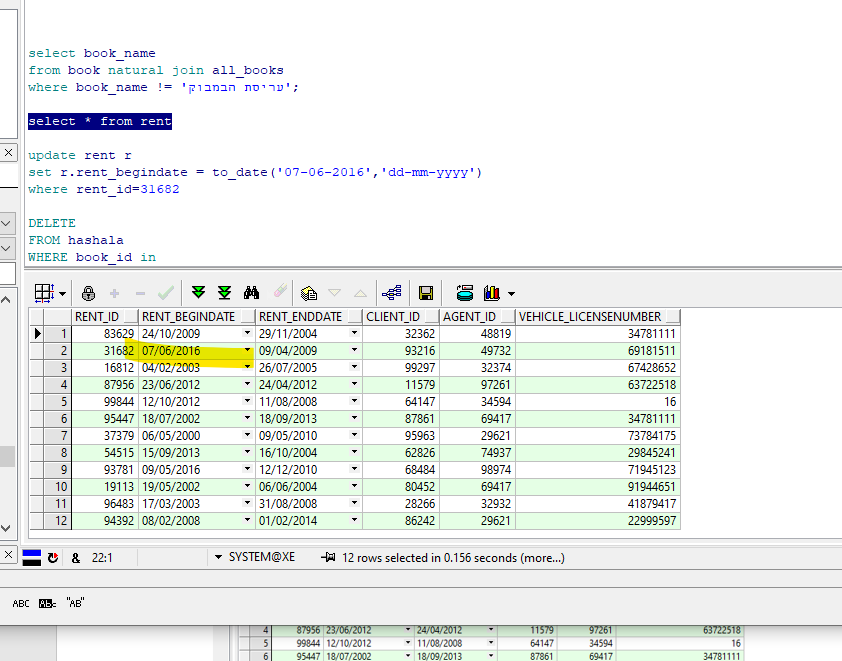 select book_name
from book natural join all_books
where book_name != 'עריסת הבמבוק';
select * from rent
update rent r
set r.rent_begindate = to_date('07-06-2016','dd-mm-yyyy')
where rent_id=31682
DELETE
FROM hashala
WHERE book_id in
RENT_ID RENT_BEGINDATE RENT_ENDDATE CLIENT_ID AGENT_ID VEHICLE_LICENSENUMBER
1 83629 24/10/2009 29/11/2004 32362 48819 34781111
2 31682 07/06/2016 09/04/2009 93216 49732 69181511
3 16812 04/02/2003 26/07/2005 99297 32374 67428652
4 87956 23/06/2012 24/04/2012 11579 97261 63722518
5 99844 12/10/2012 11/08/2008 64147 34594 16
6 95447 18/07/2002 18/09/2013 87861 69417 34781111
7 37379 06/05/2000 09/05/2010 95963 29621 73784175
8 54515 15/09/2013 16/10/2004 62826 74937 29845241
9 93781 09/05/2016 12/12/2010 68484 98974 71945123
10 19113 19/05/2002 06/06/2004 80452 69417 91944651
11 96483 17/03/2003 31/08/2008 28266 32932 41879417
12 94392 08/02/2008 01/02/2014 86242 29621 22999597
& 22:1 SYSTEM@XE 12 rows selected in 0.156 seconds (more...)
ABC AB: "AB"
4 87956 23/06/2012 24/04/2012 11579 97261 63722518
5 99844 12/10/2012 11/08/2008 64147 34594 16
6 95447 18/07/2002 18/09/2013 87861 69417 34781111